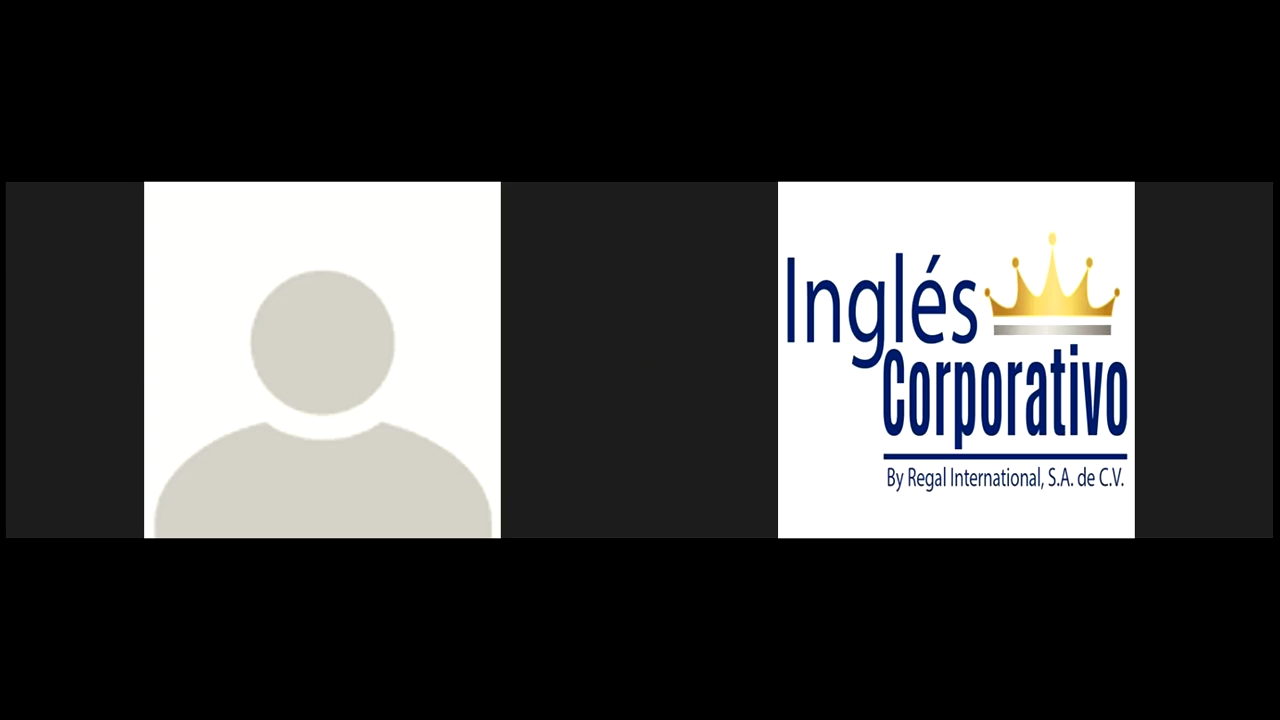 Inglés
Corporativo
By Regal International, S.A. de C.V.